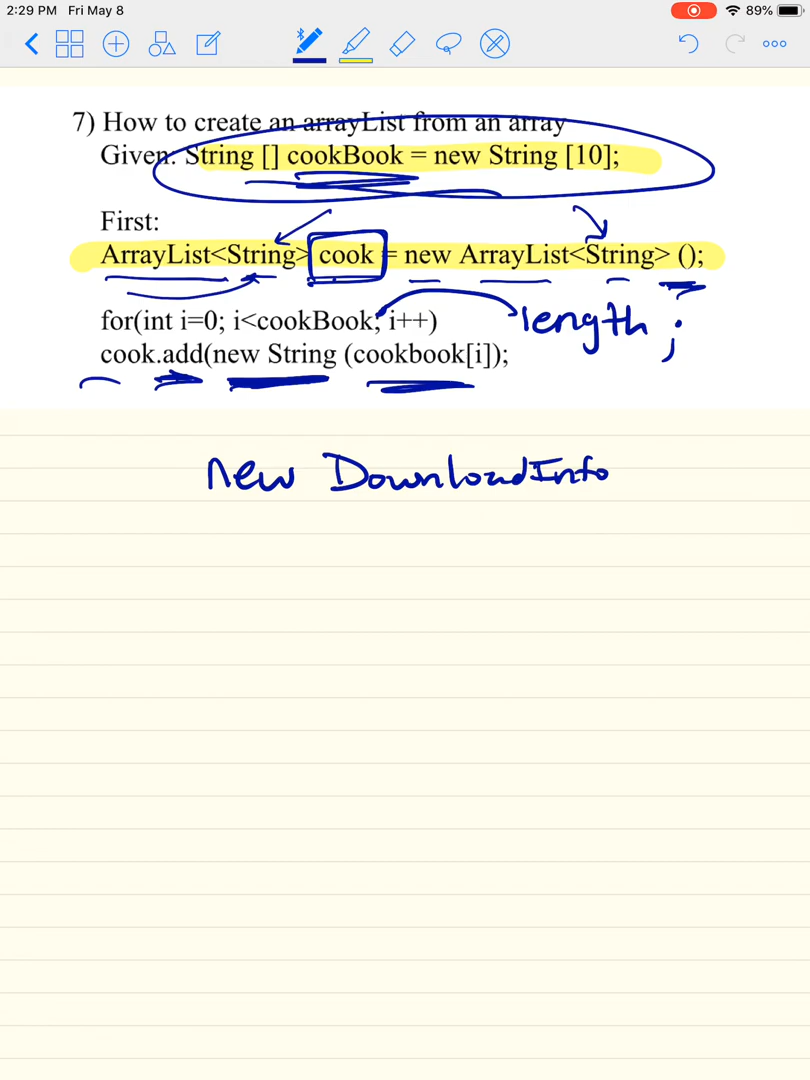 2:29 PM Fri May 8
89%
7) How to create an arrayList from an array
Given: String [] cookBook = new String [10];
First:
ArrayList<String> cook = new ArrayList<String> ();
for(int i=0; i<cookBook; i++) length ;
cook.add(new String (cookbook[i]);
new DownloadInfo